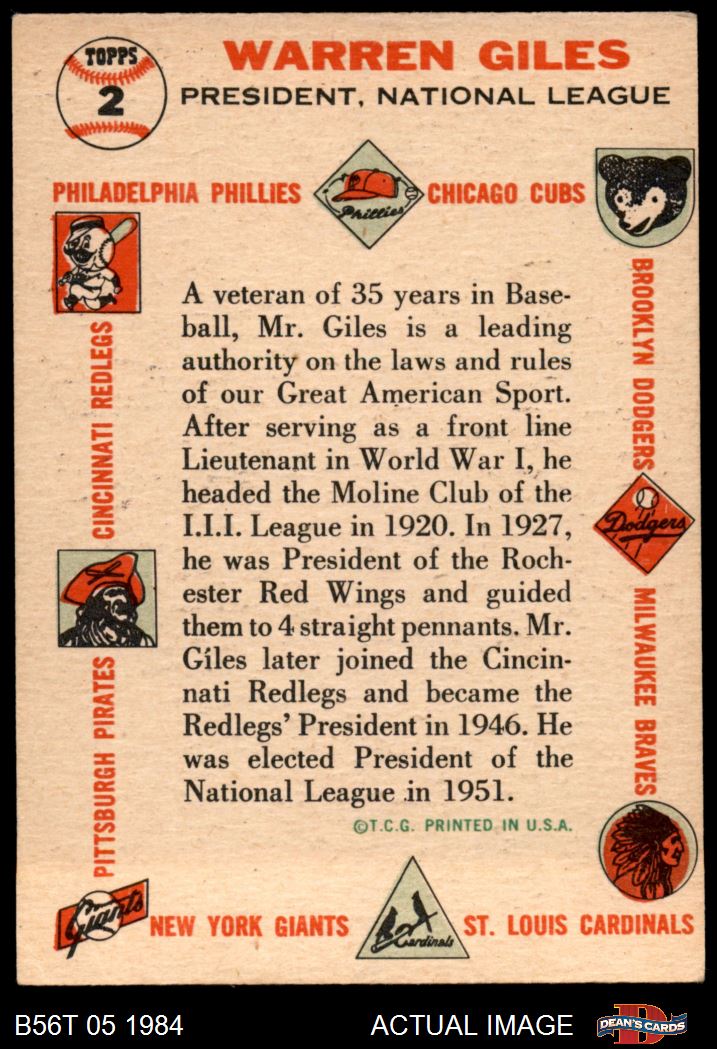 TOPPS
2
WARREN GILES
PRESIDENT, NATIONAL LEAGUE
PHILADELPHIA PHILLIES
Phillies
CHICAGO CUBS
CINCINNATI REDLEGS
PITTSBURGH PIRATES
A veteran of 35 years in Base-
ball, Mr. Giles is a leading
authority on the laws and rules
of our Great American Sport.
After serving as a front line
Lieutenant in World War I, he
headed the Moline Club of the
I.I.I. League in 1920. In 1927,
he was President of the Roch-
ester Red Wings and guided
them to 4 straight pennants. Mr.
Giles later joined the Cincin-
nati Redlegs and became the
Redlegs' President in 1946. He
was elected President of the
National League in 1951.
©T.C.G. PRINTED IN U.S.A.
BROOKLYN DODGERS
Dodgers
MILWAUKEE BRAVES
Giants
NEW YORK GIANTS
Cardinals
ST. LOUIS CARDINALS
B56T 05 1984
ACTUAL IMAGE
D
DEAN'S CARDS